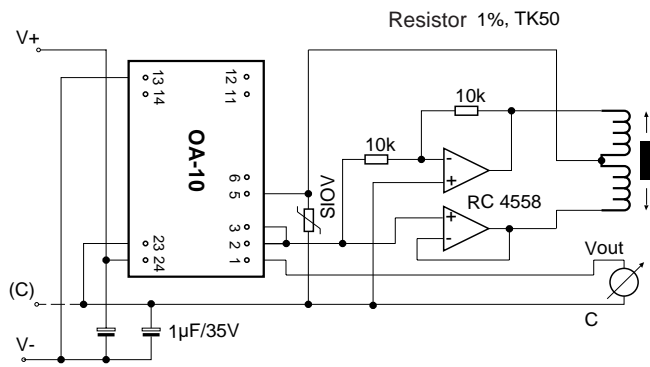 Resistor 1%, TK50
V+
13
14
12
11
10k
10k
OA-10
6
5
SIOV
RC 4558
3
2
1
23
24
-
+
+
-
Vout
(C)
C
1µF/35V
V-